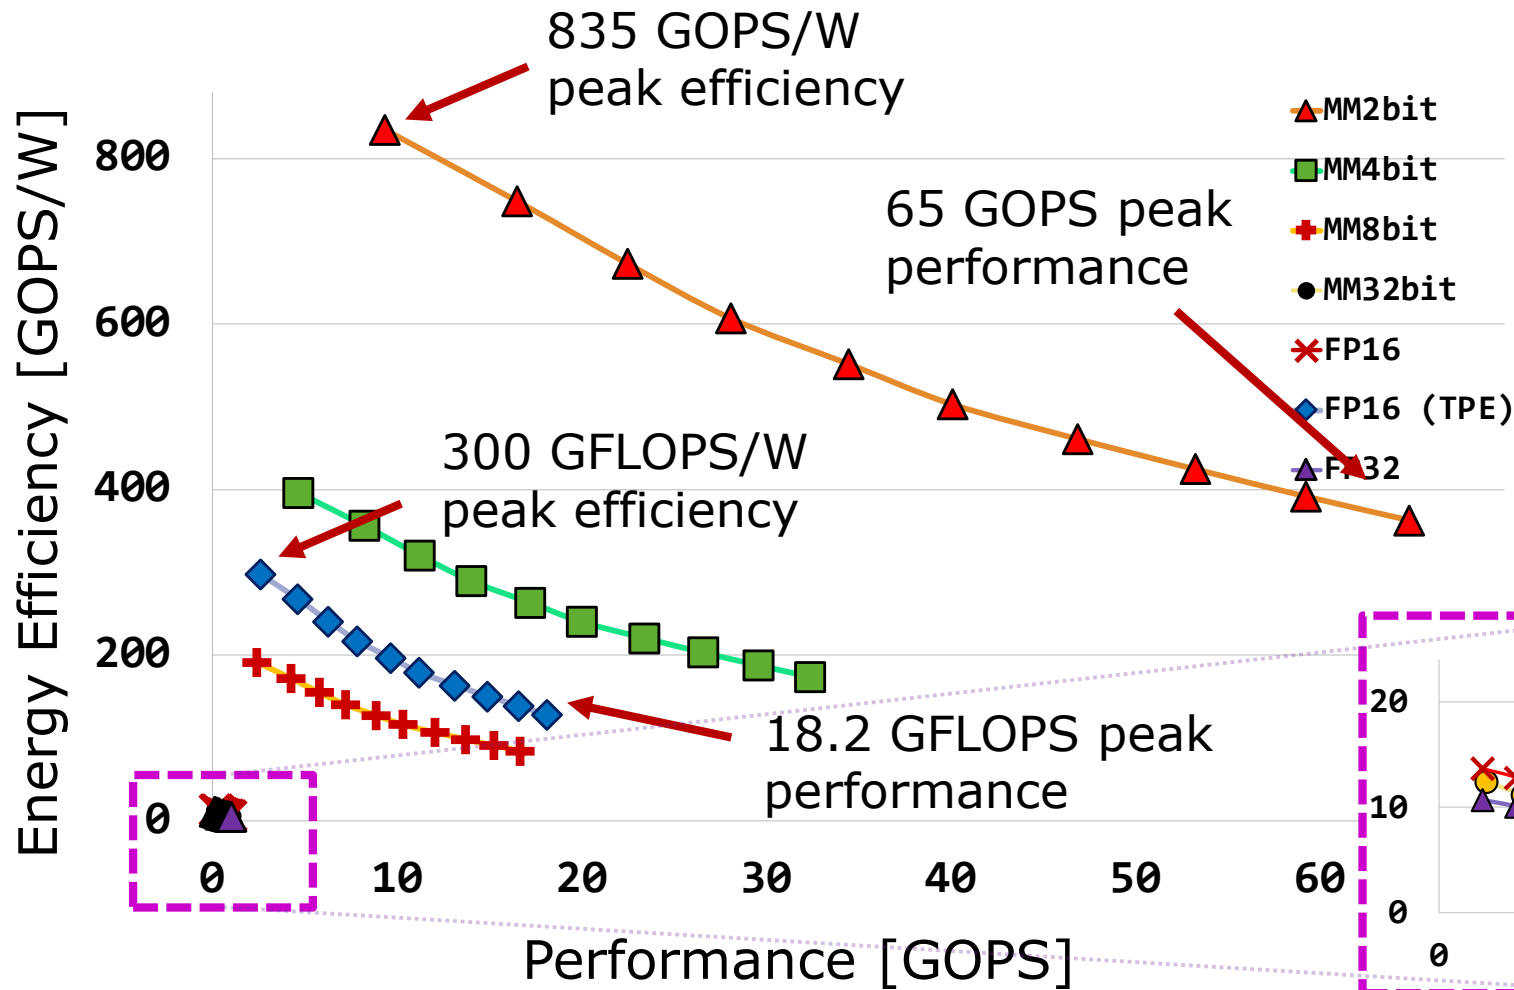 835 GOPS/W
peak efficiency
Energy Efficiency [GOPS/W]
800
600
400
200
0
MM2bit
MM4bit
MM8bit
MM32bit
FP16
FP16 (TPE)
FP32
65 GOPS peak
performance
300 GFLOPS/W
peak efficiency
18.2 GFLOPS peak
performance
0 10 20 30 40 50 60
Performance [GOPS]
20
10
0
0